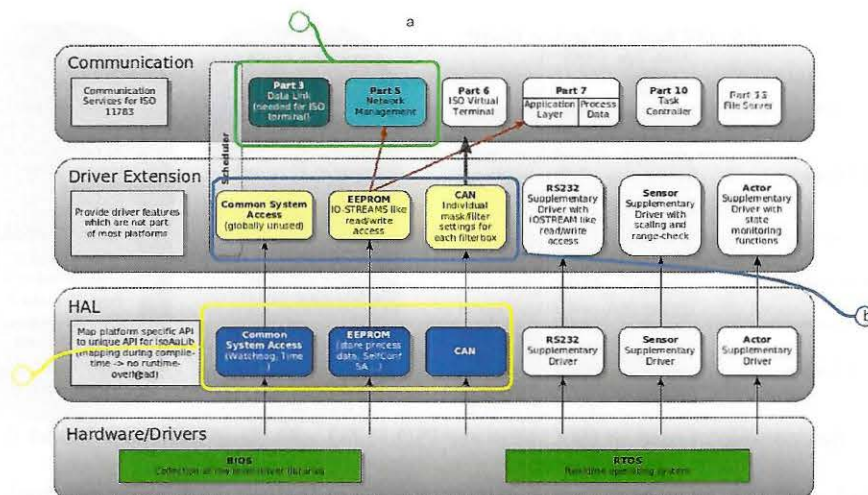 a
Communication
Communication
Services for ISO
11783
Scheduler
Part 3
Data Link
(needed for ISO
terminal)
Part 5
Network
Management
Part 6
ISO Virtual
Terminal
Part 7
Application
Layer
Process
Data
Part 10
Task
Controller
Part 13
File Server
Driver Extension
Provide driver features
which are not part
of most platforms
Common System
Access
(globally unused)
EEPROM
IO-STREAMS like
read/write
access
CAN
Individual
mask/filter
settings for
each filterbox
RS232
Supplementary
Driver with
IOSTREAM like
read/write
access
Sensor
Supplementary
Driver with
scaling and
range-check
Actor
Supplementary
Driver with
state
monitoring
functions
b
HAL
Map platform specific API
to unique API for IsoAgLib
(mapping during compile-
time -> no runtime-
overhead)
Common
System Access
(Watchdog, Time
)
EEPROM
(store process
data, SelfConf
SA ...)
CAN
RS232
Supplementary
Driver
Sensor
Supplementary
Driver
Actor
Supplementary
Driver
Hardware/Drivers
BIOS
Collection of low level driver libraries
RTOS
Realtime operating system